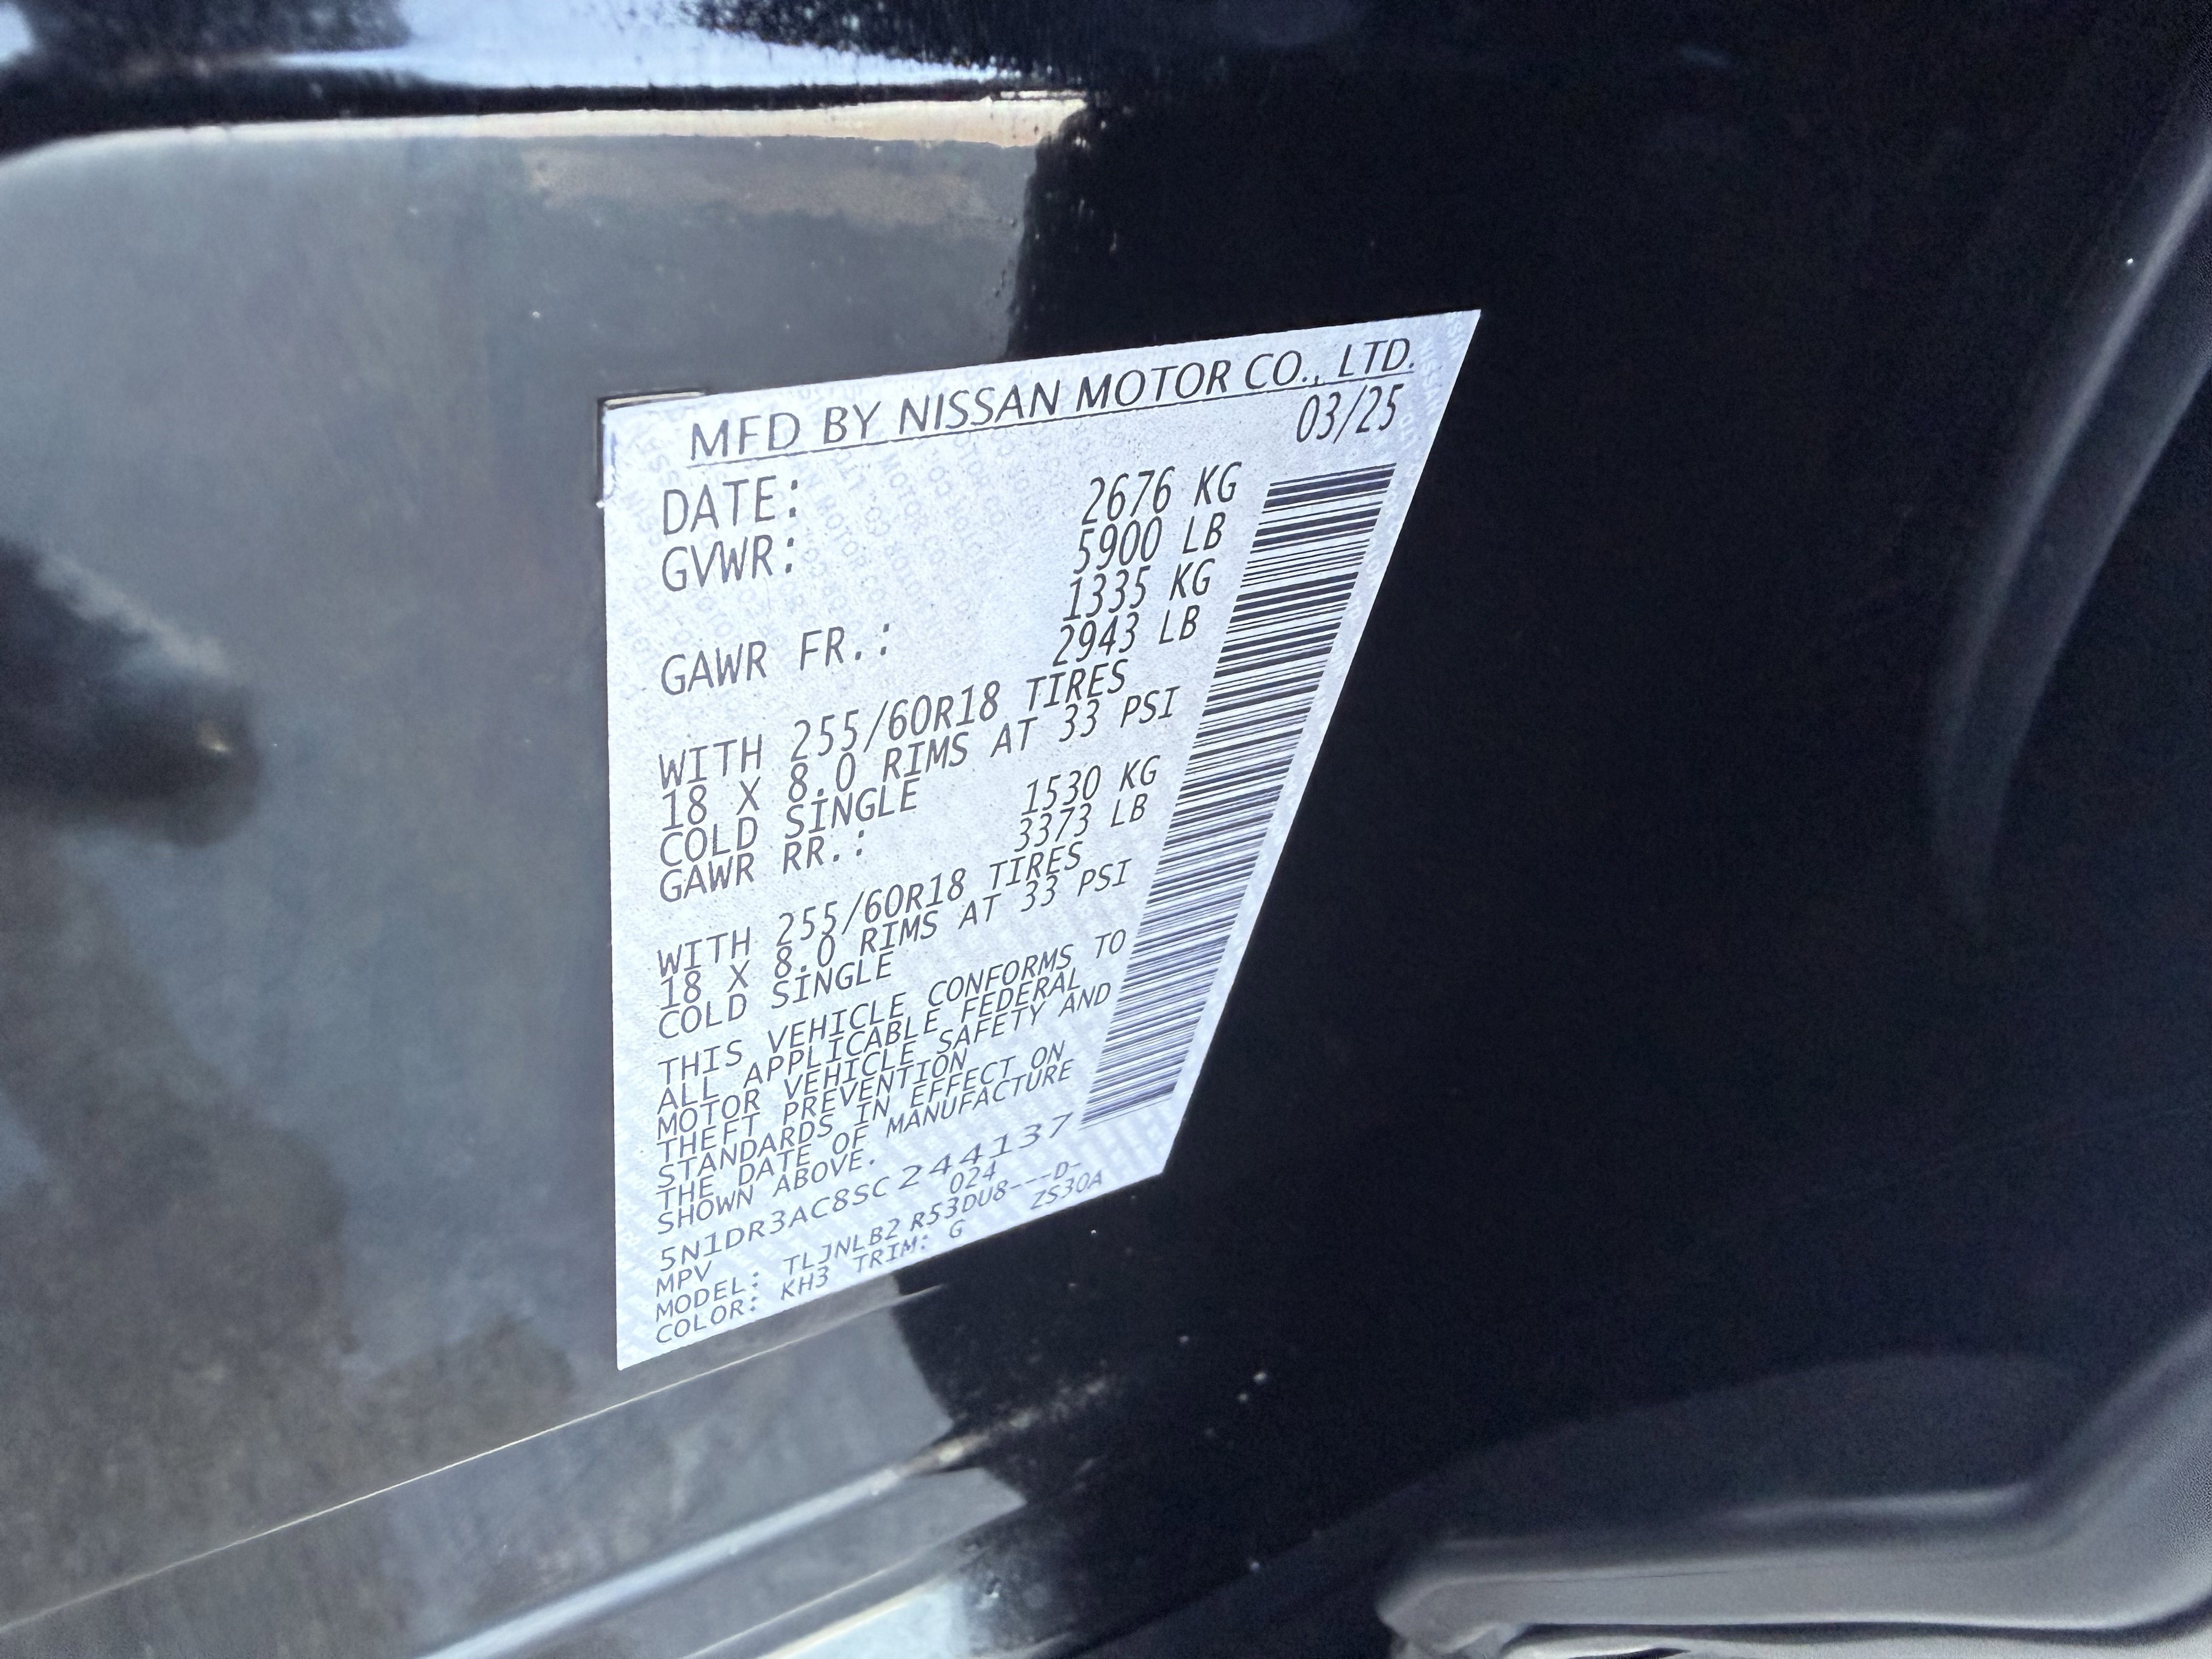 MFD BY NISSAN MOTOR CO., LTD.
DATE: 03/25
GVWR: 2676 KG
5900 LB
GAWR FR.: 1335 KG
2943 LB
WITH 255/60R18 TIRES
18 X 8.0 RIMS AT 33 PSI
COLD SINGLE
GAWR RR.: 1530 KG
3373 LB
WITH 255/60R18 TIRES
18 X 8.0 RIMS AT 33 PSI
COLD SINGLE
THIS VEHICLE CONFORMS TO
ALL APPLICABLE FEDERAL
MOTOR VEHICLE SAFETY AND
THEFT PREVENTION
STANDARDS IN EFFECT ON
THE DATE OF MANUFACTURE
SHOWN ABOVE.
5N1DR3AC8SC244137
MPV 024
MODEL: TLJNLB2 R53DU8---D-
COLOR: KH3 TRIM: G ZS30A